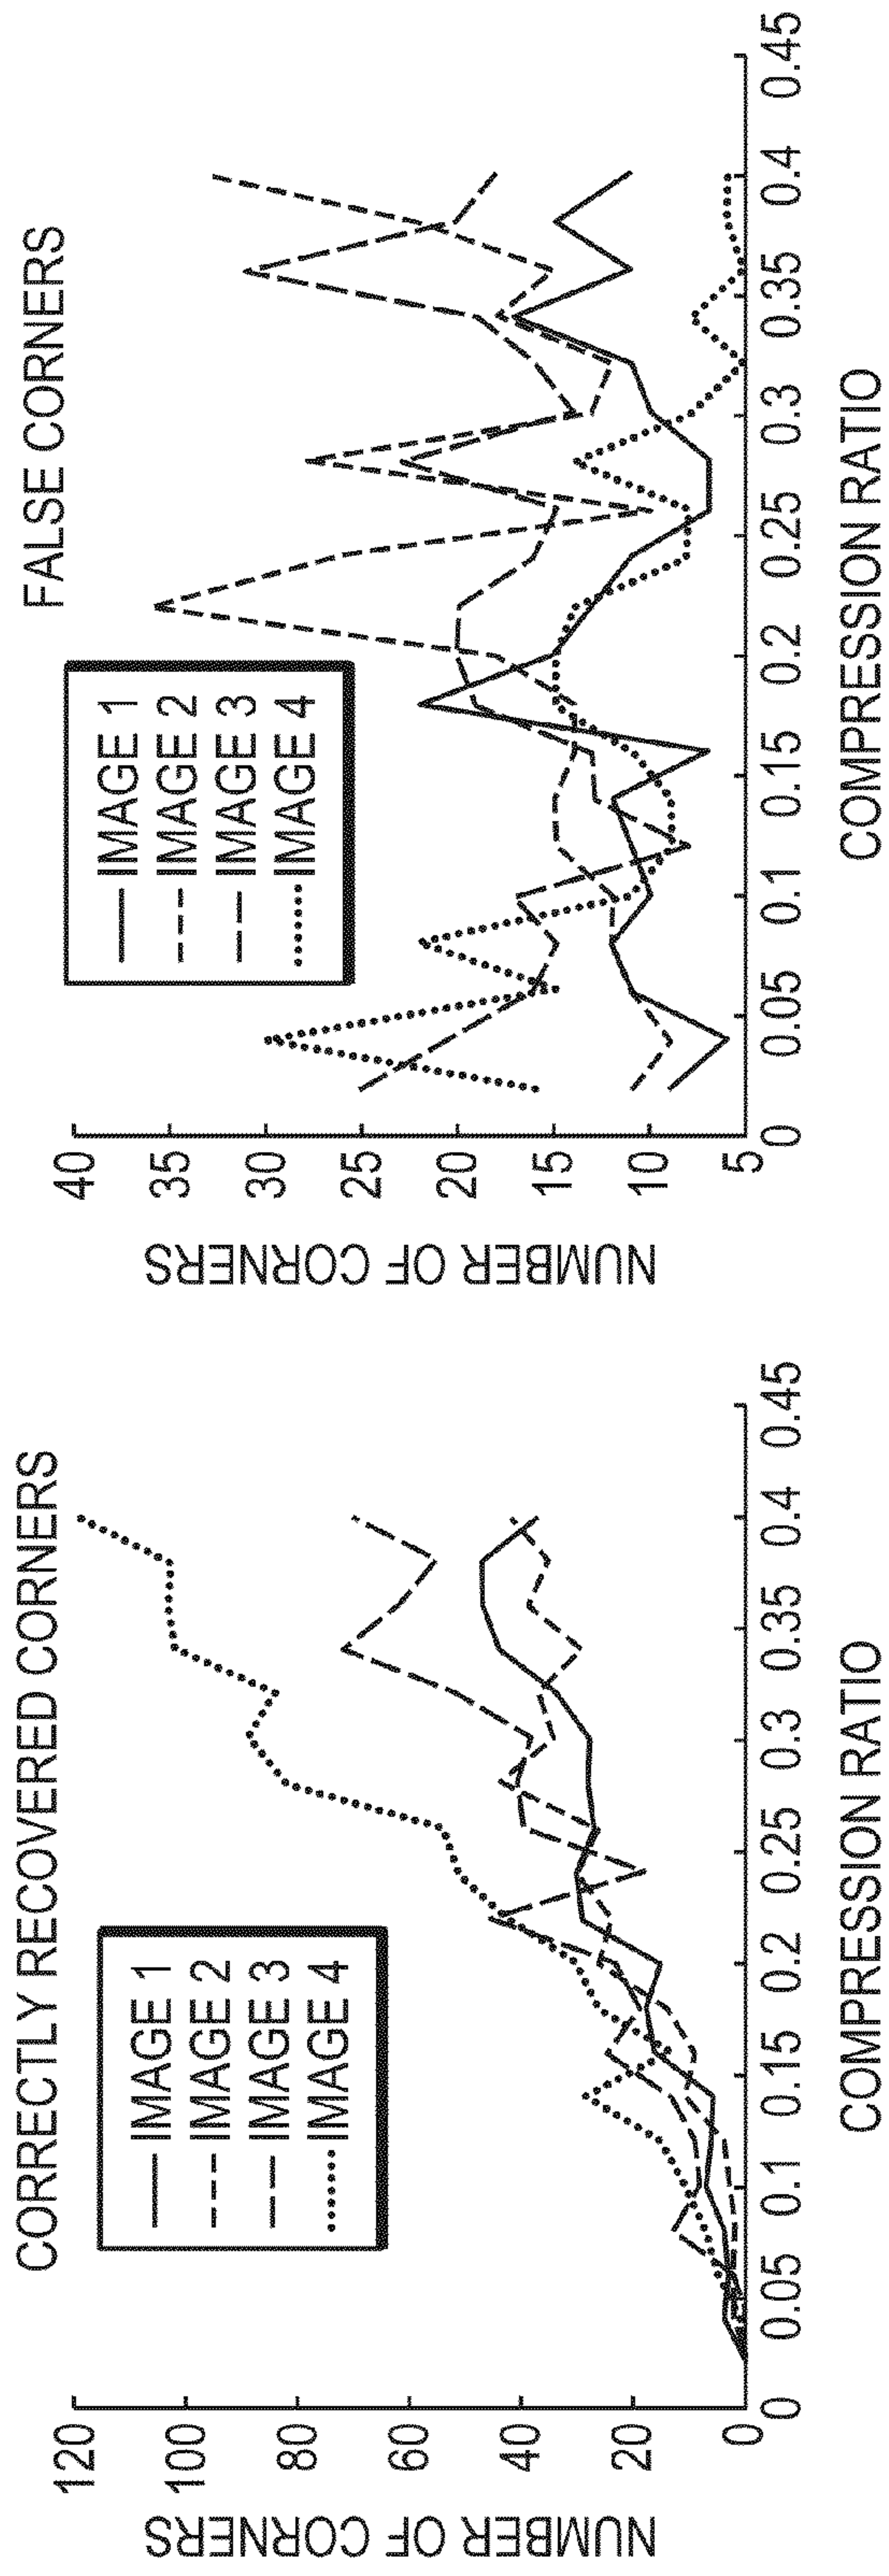 CORRECTLY RECOVERED CORNERS
NUMBER OF CORNERS
120
100
80
60
40
20
0
IMAGE 1
IMAGE 2
IMAGE 3
IMAGE 4
0 0.05 0.1 0.15 0.2 0.25 0.3 0.35 0.4 0.45
COMPRESSION RATIO
FALSE CORNERS
NUMBER OF CORNERS
40
35
30
25
20
15
10
5
IMAGE 1
IMAGE 2
IMAGE 3
IMAGE 4
0 0.05 0.1 0.15 0.2 0.25 0.3 0.35 0.4 0.45
COMPRESSION RATIO